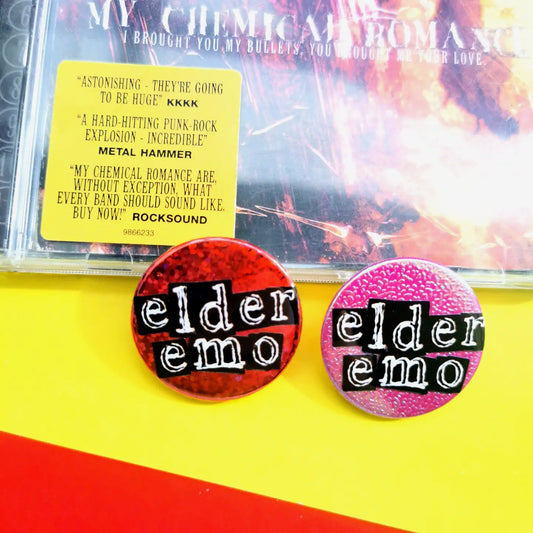 MY CHEMICAL ROMANCE
I BROUGHT YOU MY BULLETS, YOU BROUGHT ME YOUR LOVE.
"ASTONISHING - THEY'RE GOING
TO BE HUGE" KKKK
"A HARD-HITTING PUNK-ROCK
EXPLOSION - INCREDIBLE"
METAL HAMMER
"MY CHEMICAL ROMANCE ARE,
WITHOUT EXCEPTION, WHAT
EVERY BAND SHOULD SOUND LIKE.
BUY NOW!" ROCKSOUND
9866233
elder
emo
elder
emo